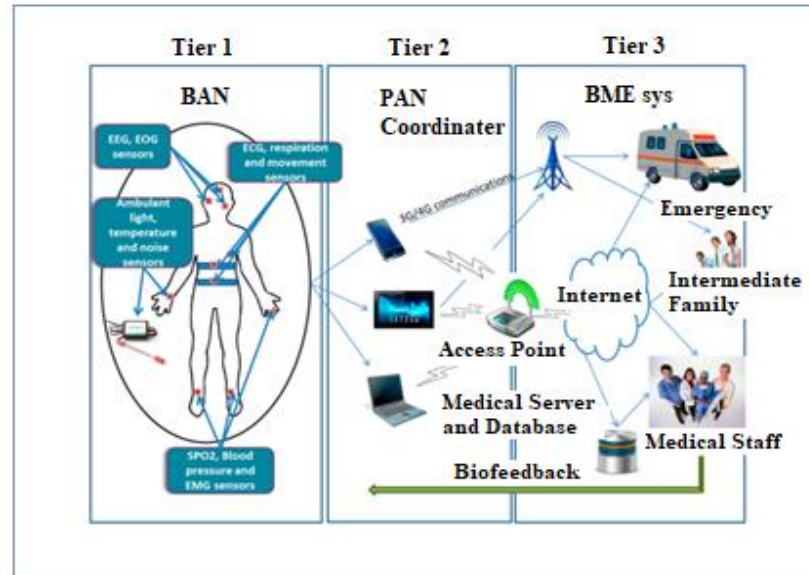 Tier 1
Tier 2
Tier 3
BAN
PAN
Coordinater
BME sys
EEG, EOG
sensors
ECG, respiration
and movement
sensors
Ambulant
light,
temperature
and noise
sensors
SPO2, Blood
pressure and
EMG sensors
3G/4G communications
Emergency
Intermediate
Family
Internet
Access Point
Medical Server
and Database
Medical Staff
Biofeedback